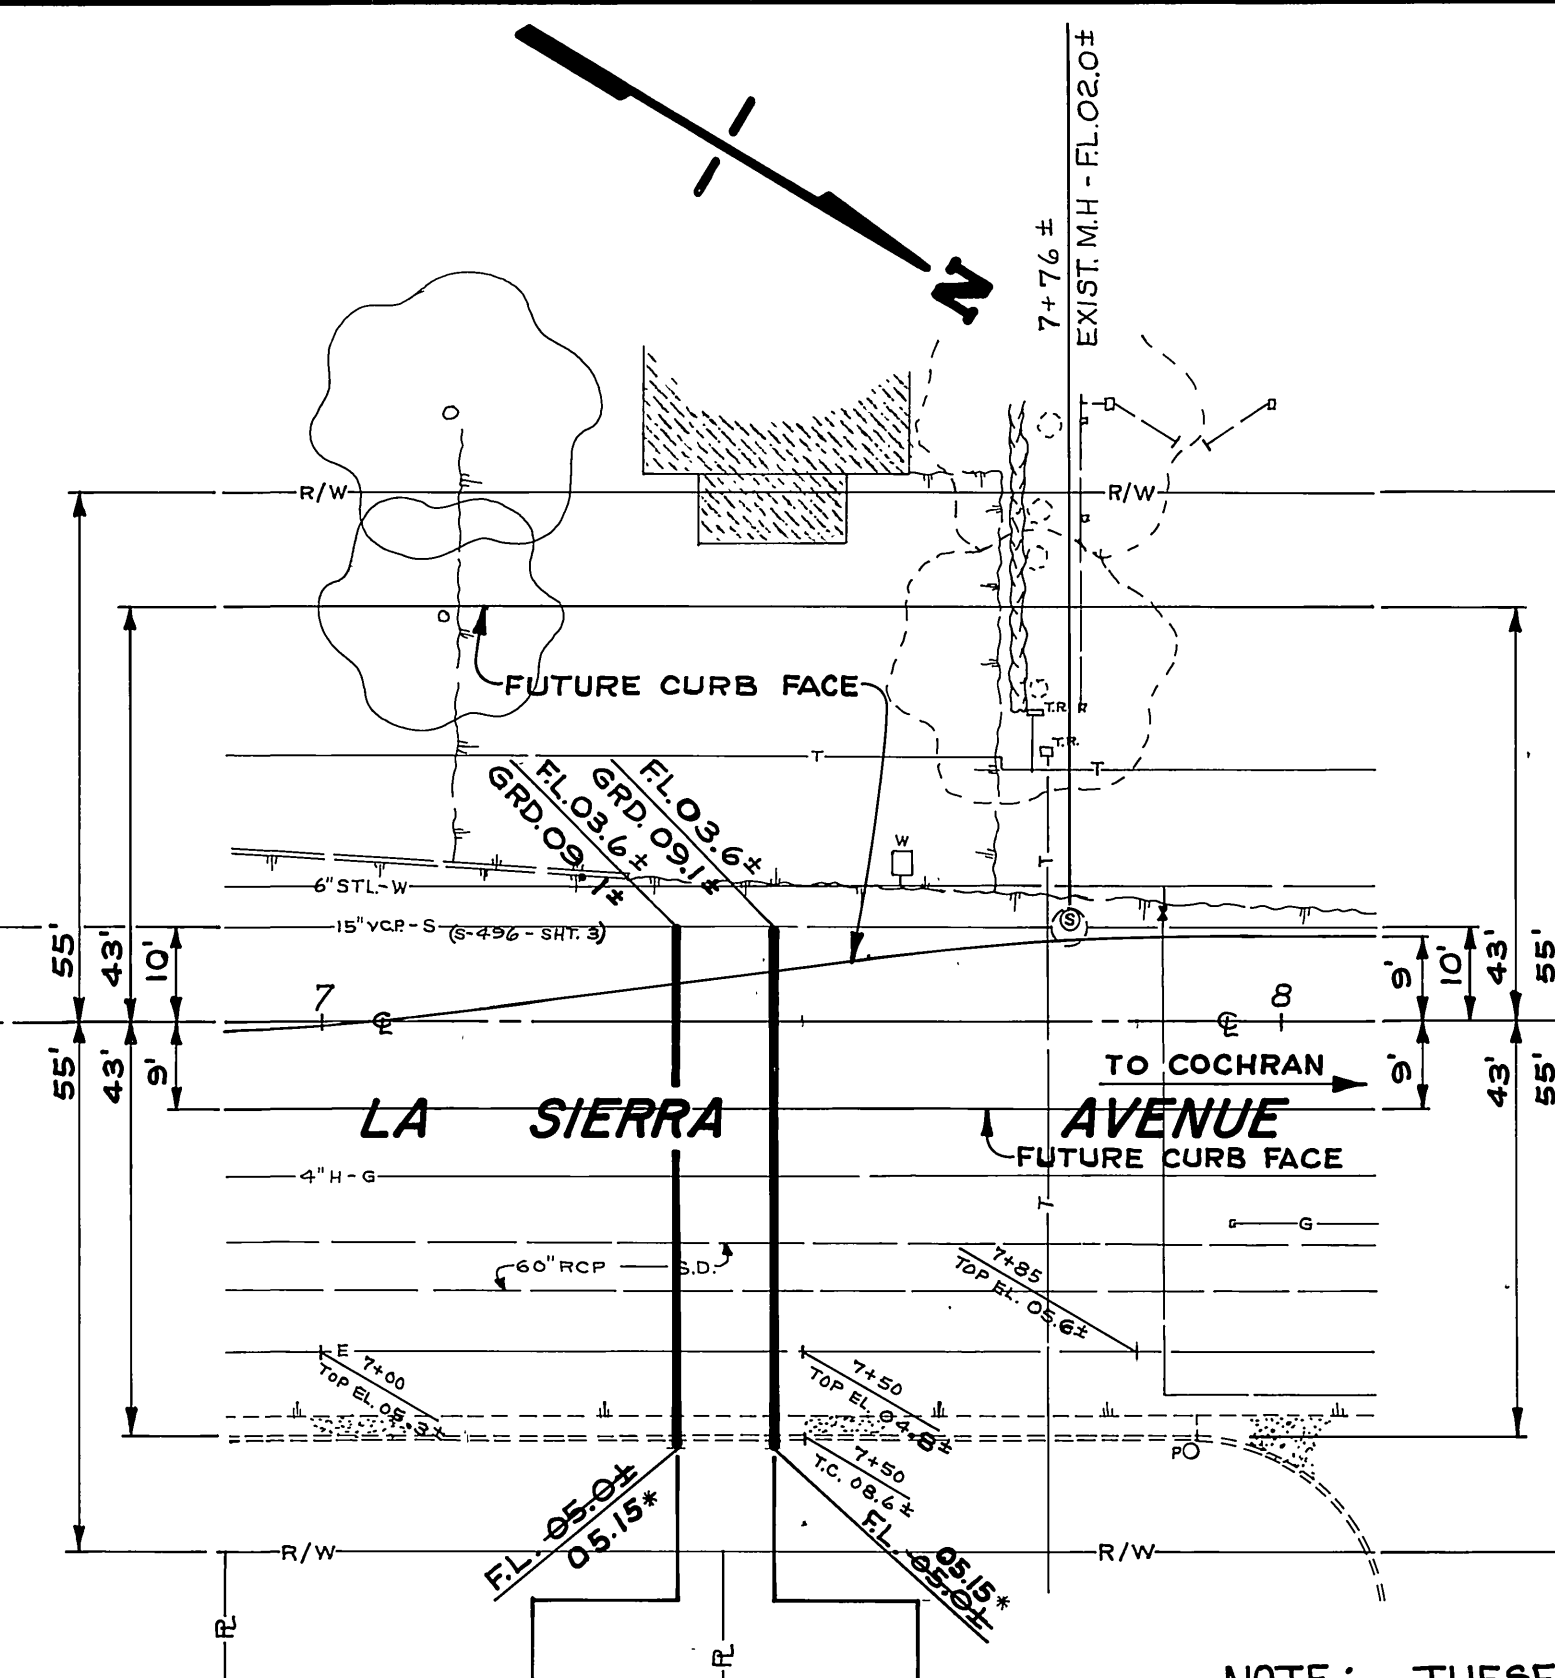 N
7+76 ±
EXIST. M.H - F.L. 02.0±
R/W
R/W
FUTURE CURB FACE
T.R.
T.R.
T
T
F.L. 03.6±
GRD. 09.1±
F.L. 03.6±
GRD. 09.1±
W
T
6" STL.-W
15" VCP-S (S-496-SHT. 3)
S
55'
43'
10'
9'
10'
43'
55'
7
℄
℄
8
55'
43'
9'
TO COCHRAN
9'
43'
55'
LA SIERRA AVENUE
FUTURE CURB FACE
4" H-G
T
G
60" RCP S.D.
7+85
TOP EL. 05.6±
E
7+00
TOP EL. 05.3±
7+50
TOP EL. 04.8±
7+50
T.C. 08.6±
P
F.L. 05.0±
05.15*
F.L. 05.15*
05.0±
R/W
R/W
PL
PL
NOTE: THESE